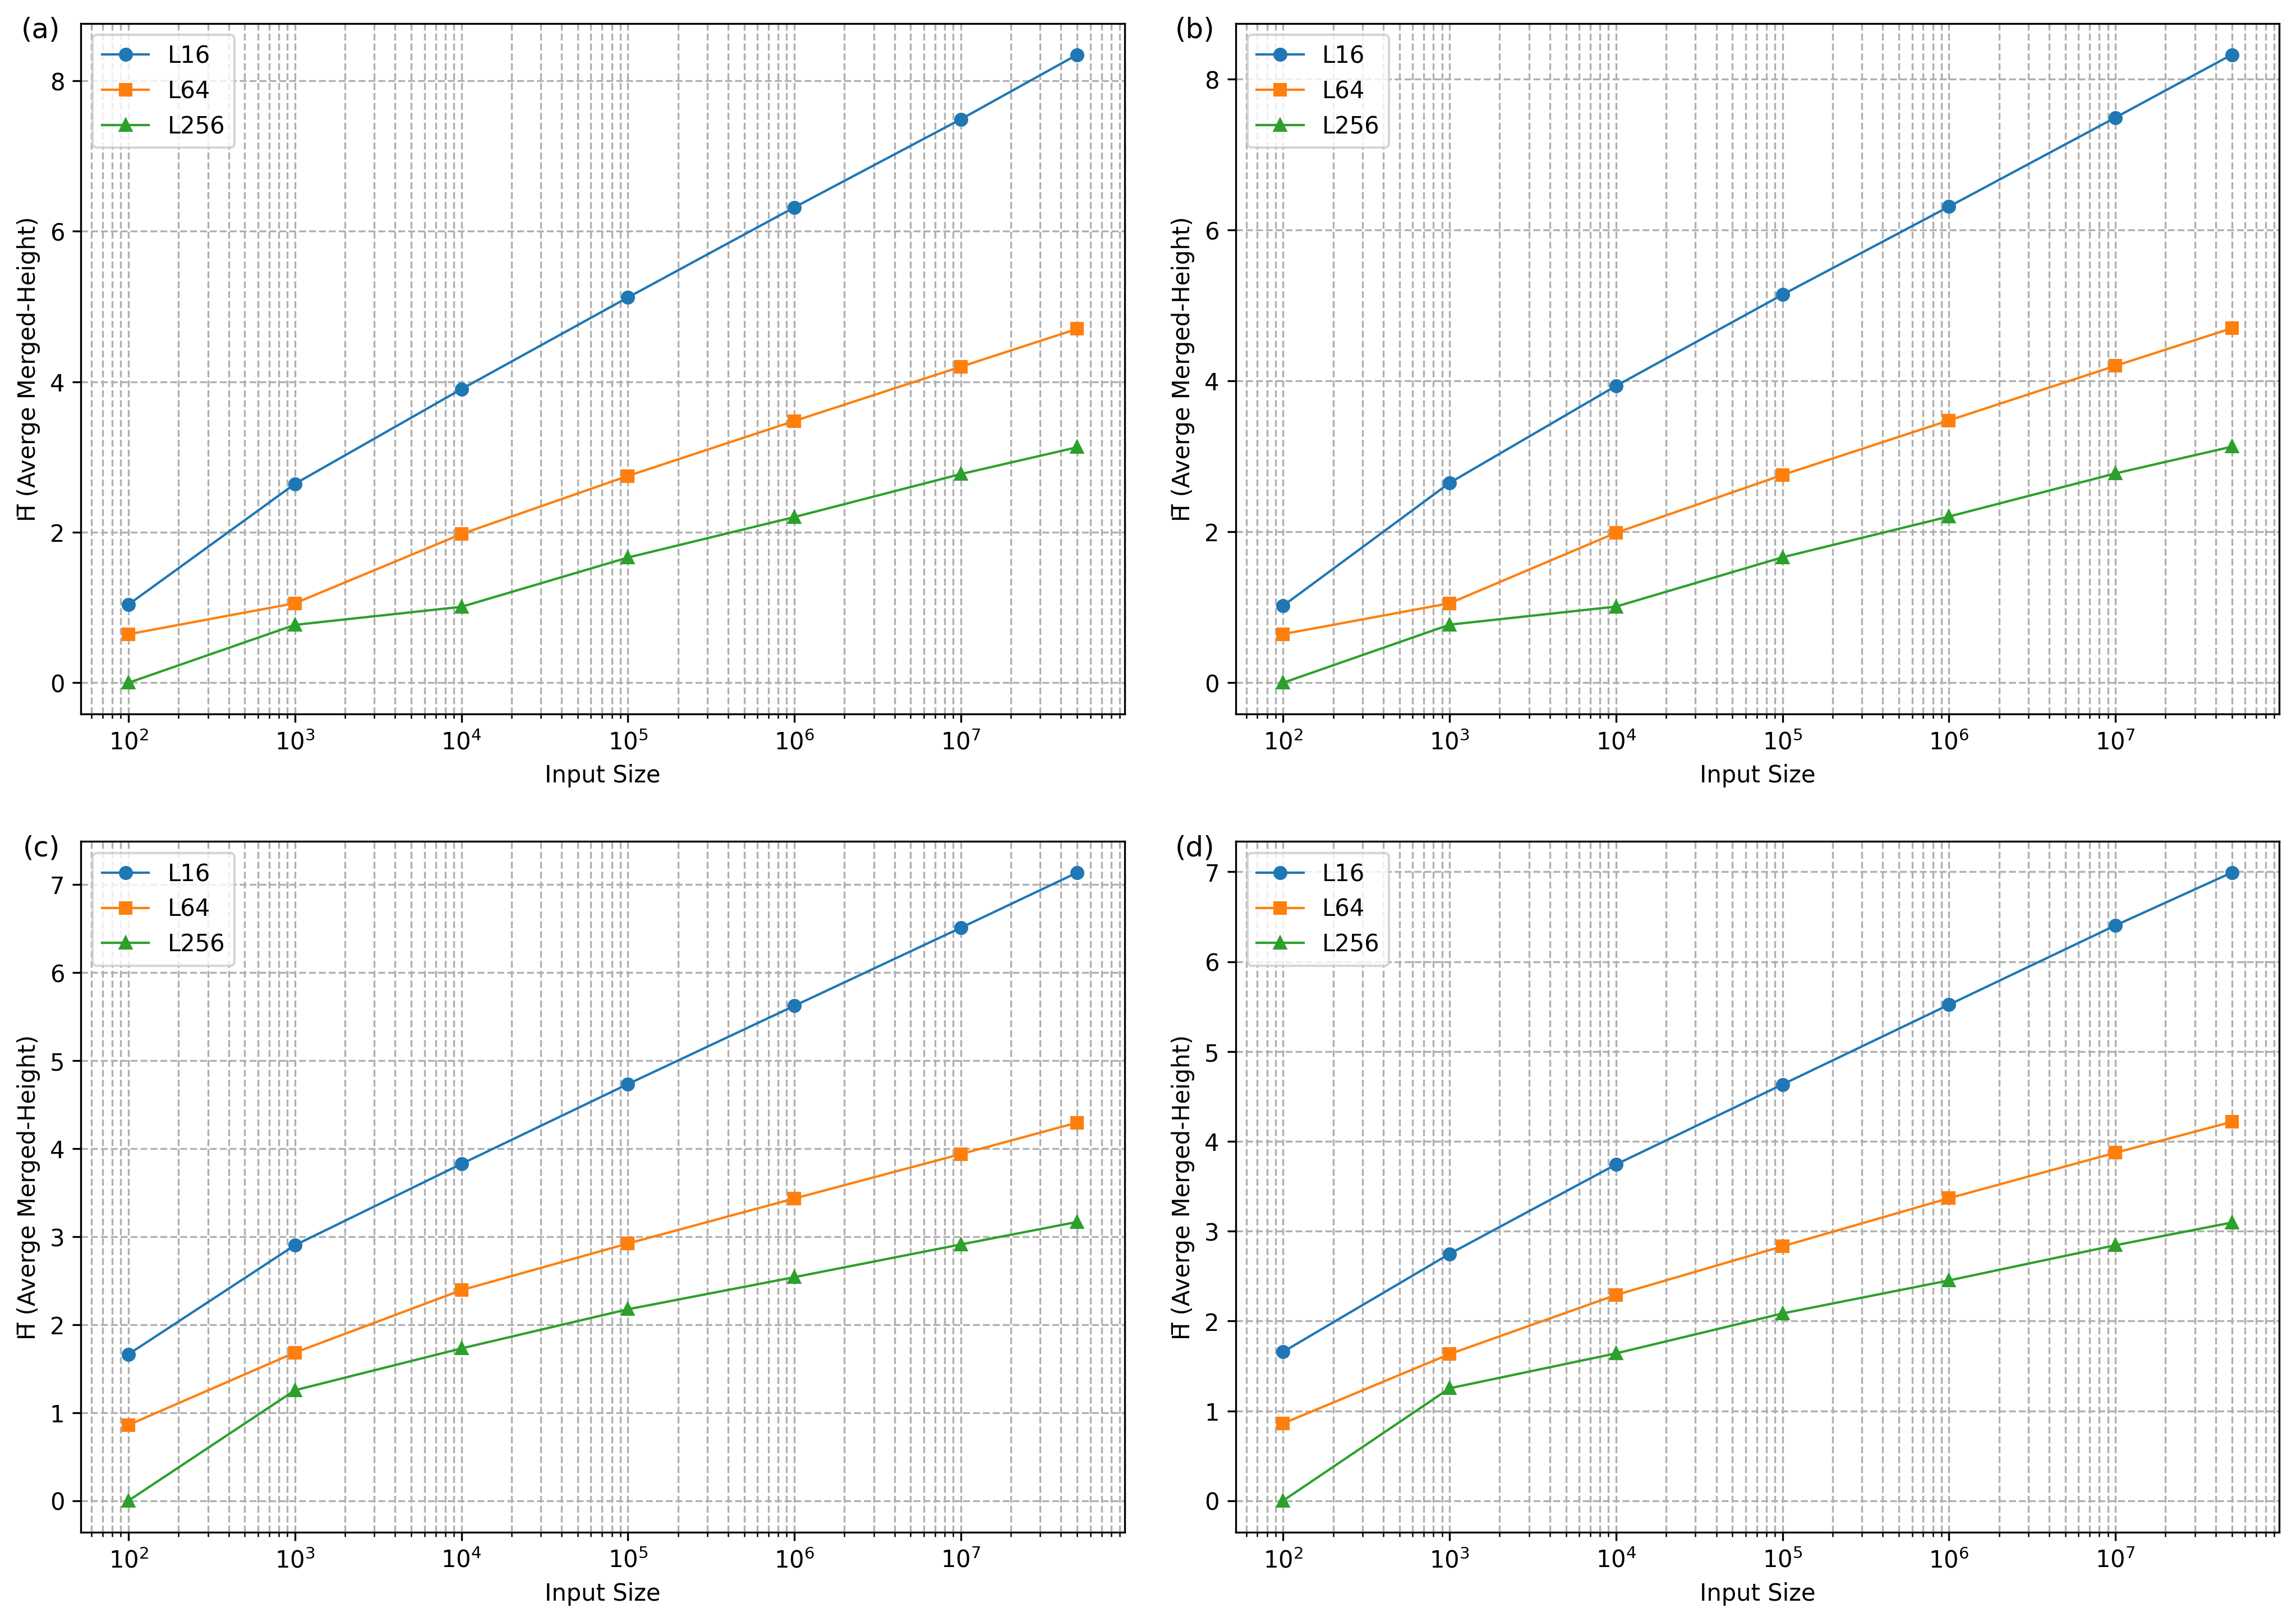 (a)
L16
L64
L256
8
6
4
2
0
H̄ (Averge Merged-Height)
10²
10³
10⁴
10⁵
10⁶
10⁷
Input Size
(b)
L16
L64
L256
8
6
4
2
0
H̄ (Averge Merged-Height)
10²
10³
10⁴
10⁵
10⁶
10⁷
Input Size
(c)
L16
L64
L256
7
6
5
4
3
2
1
0
H̄ (Averge Merged-Height)
10²
10³
10⁴
10⁵
10⁶
10⁷
Input Size
(d)
L16
L64
L256
7
6
5
4
3
2
1
0
H̄ (Averge Merged-Height)
10²
10³
10⁴
10⁵
10⁶
10⁷
Input Size